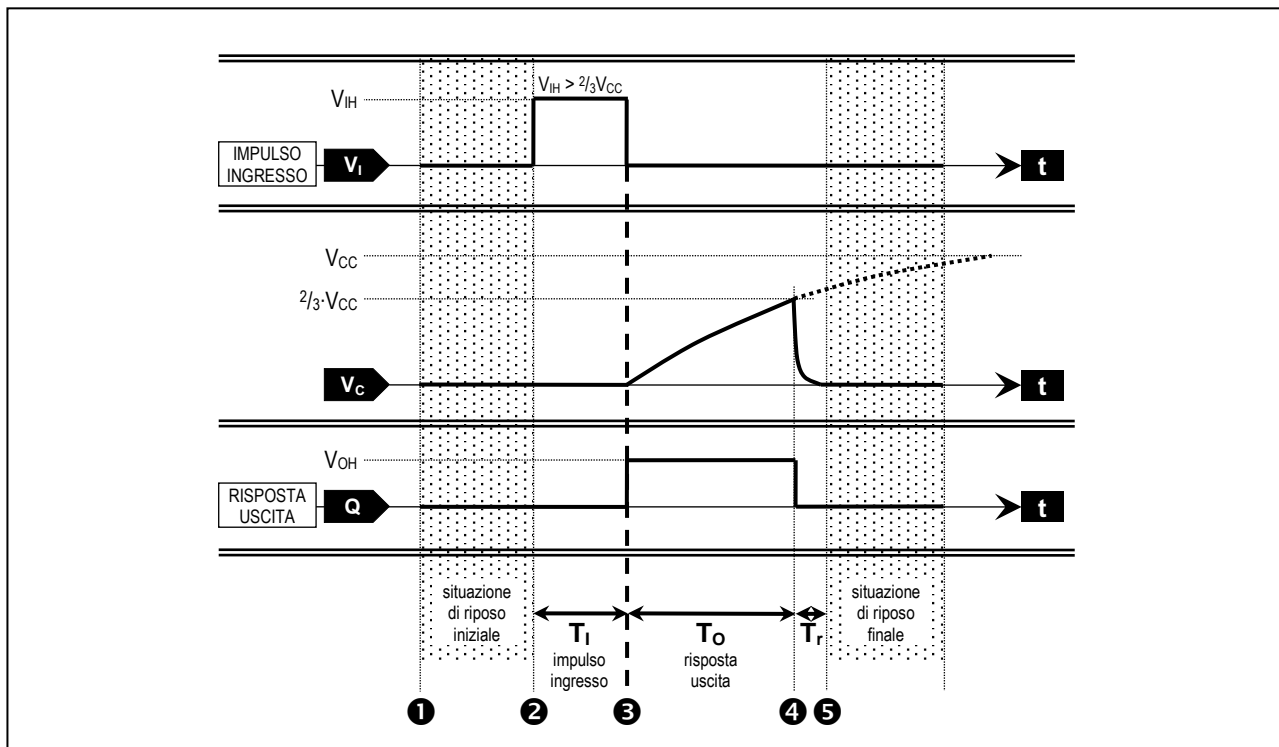 V_IH
V_IH > 2/3V_CC
IMPULSO
INGRESSO
V_I
t
V_CC
2/3·V_CC
V_C
t
V_OH
RISPOSTA
USCITA
Q
t
situazione
di riposo
iniziale
T_I
impulso
ingresso
T_O
risposta
uscita
T_r
situazione
di riposo
finale
❶ ❷ ❸ ❹ ❺